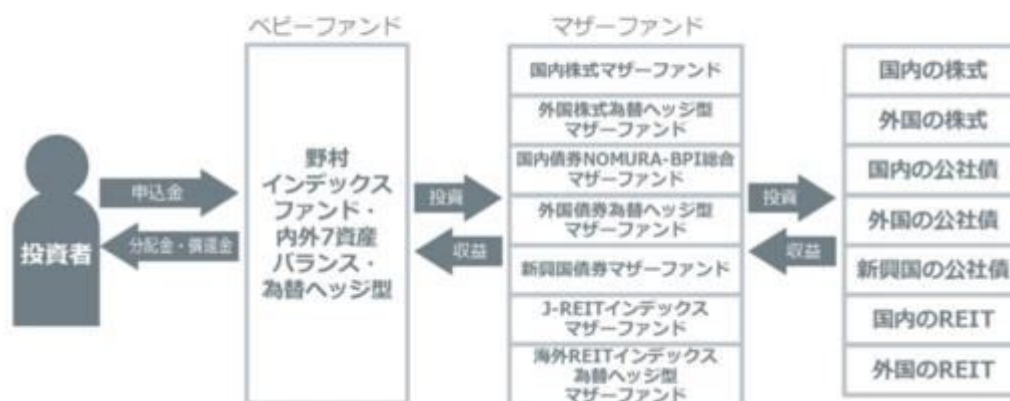 ベビーファンド
マザーファンド
投資者
申込金
分配金・償還金
野村
インデックス
ファンド・
内外7資産
バランス・
為替ヘッジ型
投資
収益
国内株式マザーファンド
外国株式為替ヘッジ型
マザーファンド
国内債券NOMURA-BPI総合
マザーファンド
外国債券為替ヘッジ型
マザーファンド
新興国債券マザーファンド
J-REITインデックス
マザーファンド
海外REITインデックス
為替ヘッジ型
マザーファンド
投資
収益
国内の株式
外国の株式
国内の公社債
外国の公社債
新興国の公社債
国内のREIT
外国のREIT